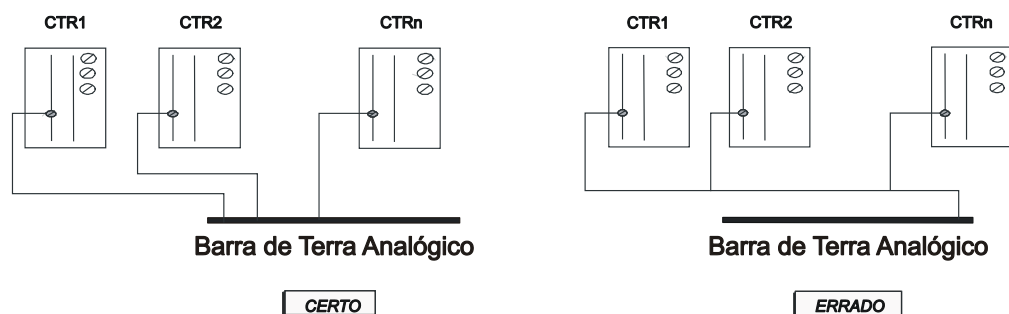 CTR1 CTR2 CTRn
Barra de Terra Analógico
CERTO
CTR1 CTR2 CTRn
Barra de Terra Analógico
ERRADO